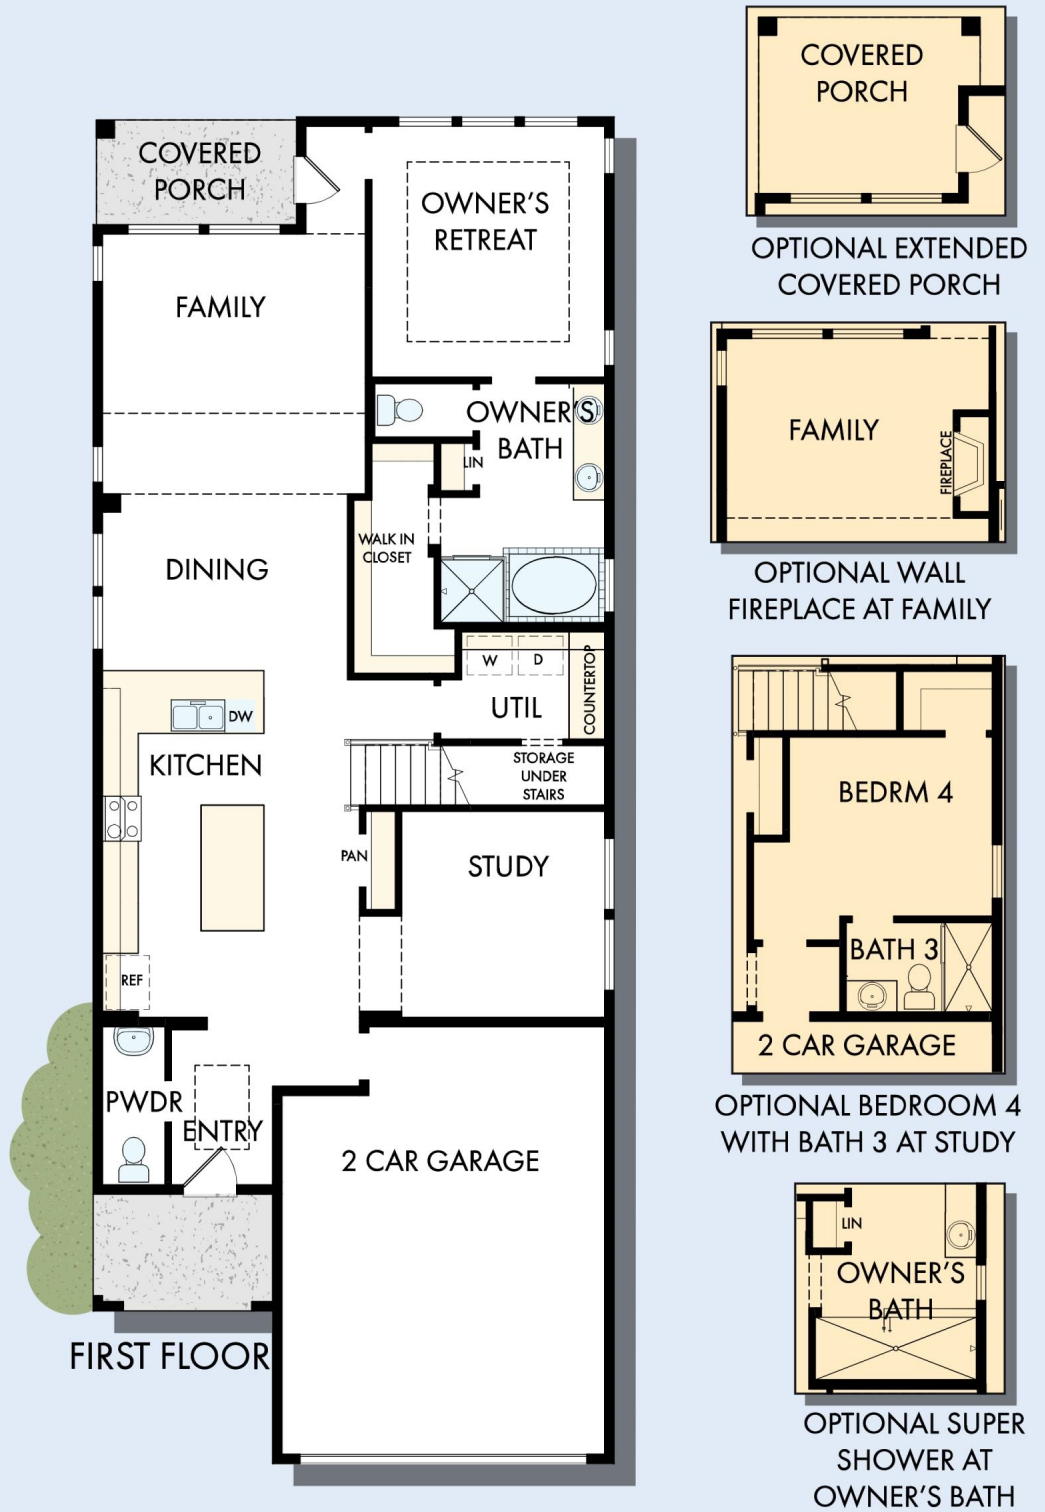 COVERED
PORCH
OWNER'S
RETREAT
FAMILY
OWNER'S
BATH
LIN
WALK IN
CLOSET
DINING
W
D
COUNTERTOP
UTIL
DW
KITCHEN
STORAGE
UNDER
STAIRS
PAN
STUDY
REF
PWDR
ENTRY
2 CAR GARAGE
FIRST FLOOR
COVERED
PORCH
OPTIONAL EXTENDED
COVERED PORCH
FAMILY
FIREPLACE
OPTIONAL WALL
FIREPLACE AT FAMILY
BEDRM 4
BATH 3
2 CAR GARAGE
OPTIONAL BEDROOM 4
WITH BATH 3 AT STUDY
LIN
OWNER'S
BATH
OPTIONAL SUPER
SHOWER AT
OWNER'S BATH